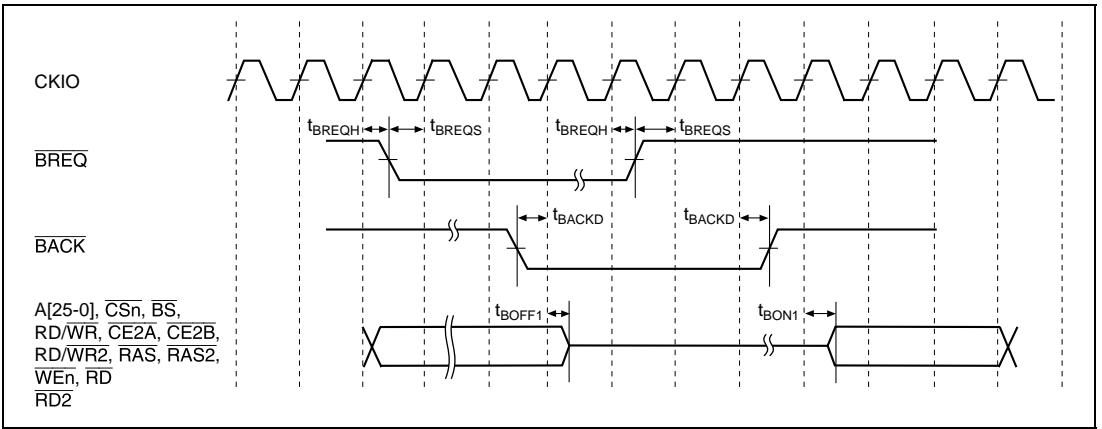 CKIO
tBREQH tBREQS tBREQH tBREQS
BREQ
tBACKD tBACKD
BACK
A[25-0], CSn, BS,
tBOFF1 tBON1
RD/WR, CE2A, CE2B,
RD/WR2, RAS, RAS2,
WEn, RD
RD2